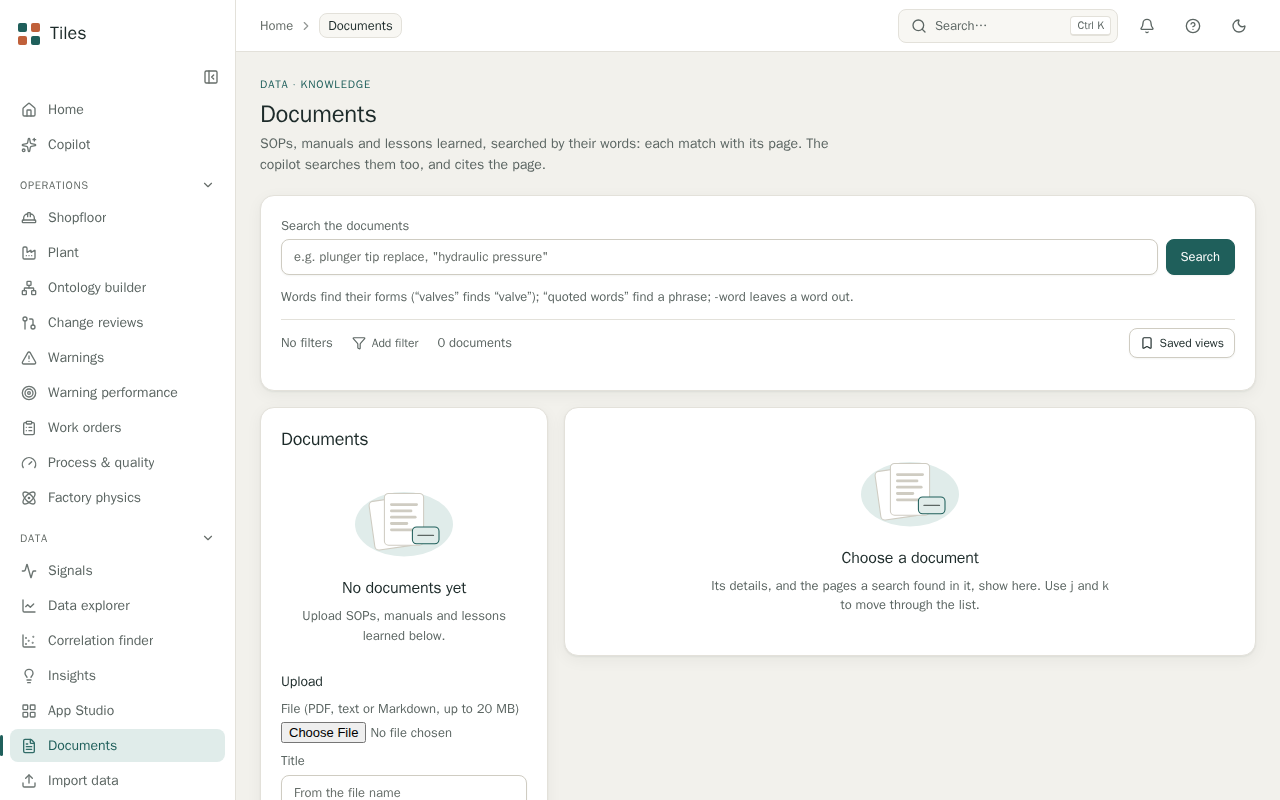 Tiles
Home
Copilot
OPERATIONS
Shopfloor
Plant
Ontology builder
Change reviews
Warnings
Warning performance
Work orders
Process & quality
Factory physics
DATA
Signals
Data explorer
Correlation finder
Insights
App Studio
Documents
Import data
Home
Documents
Search⋯
Ctrl K
DATA · KNOWLEDGE
Documents
SOPs, manuals and lessons learned, searched by their words: each match with its page. The
copilot searches them too, and cites the page.
Search the documents
e.g. plunger tip replace, "hydraulic pressure"
Search
Words find their forms (“valves” finds “valve”); “quoted words” find a phrase; -word leaves a word out.
No filters
Add filter
0 documents
Saved views
Documents
No documents yet
Upload SOPs, manuals and lessons
learned below.
Upload
File (PDF, text or Markdown, up to 20 MB)
Choose File No file chosen
Title
From the file name
Choose a document
Its details, and the pages a search found in it, show here. Use j and k
to move through the list.